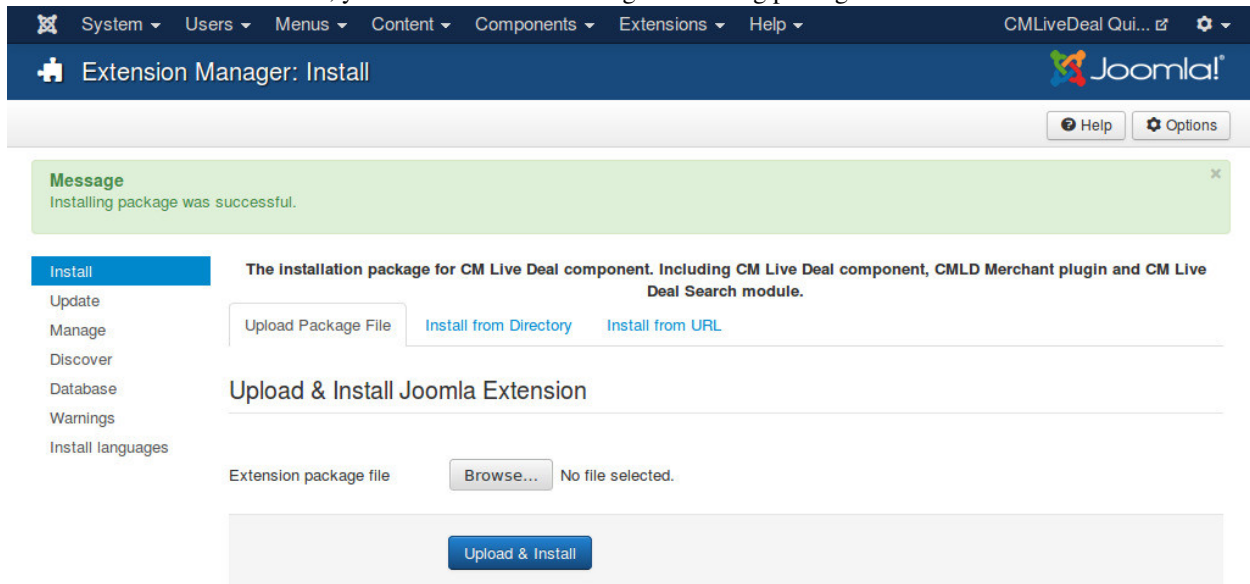 System Users Menus Content Components Extensions Help CMLiveDeal Qui...
Extension Manager: Install Joomla!
Help Options
Message ×
Installing package was successful.
Install
Update
Manage
Discover
Database
Warnings
Install languages
The installation package for CM Live Deal component. Including CM Live Deal component, CMLD Merchant plugin and CM Live
Deal Search module.
Upload Package File Install from Directory Install from URL
Upload & Install Joomla Extension
Extension package file Browse... No file selected.
Upload & Install